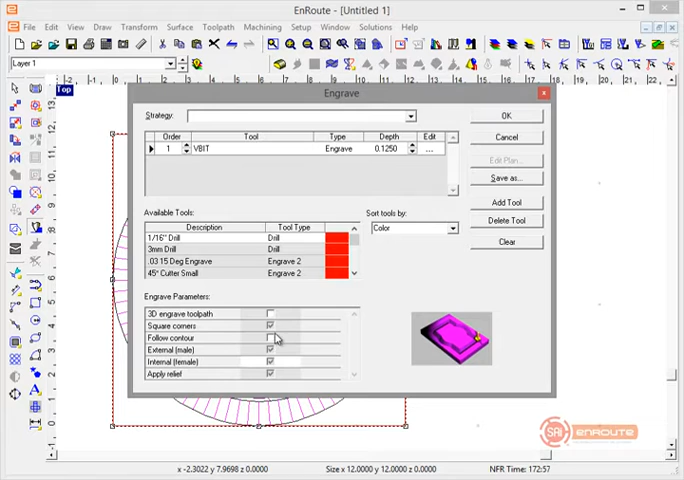 EnRoute - [Untitled 1]
File Edit View Draw Transform Surface Toolpath Machining Setup Window Solutions Help
Layer 1
Top
Engrave
Strategy:
OK
Order Tool Type Depth Edit
1 VBIT Engrave 0.1250 ...
Cancel
Edit Plan...
Save as...
Add Tool
Delete Tool
Clear
Available Tools:
Sort tools by:
Description Tool Type
Color
1/16" Drill Drill
3mm Drill Drill
.03 15 Deg Engrave Engrave 2
45° Cutter Small Engrave 2
Engrave Parameters:
3D engrave toolpath
Square corners
Follow contour
External (male)
Internal (female)
Apply relief
SAi ENROUTE
x -2.3022 y 7.9698 z 0.0000 Size x 12.0000 y 12.0000 z 0.0000 NFR Time: 172:57